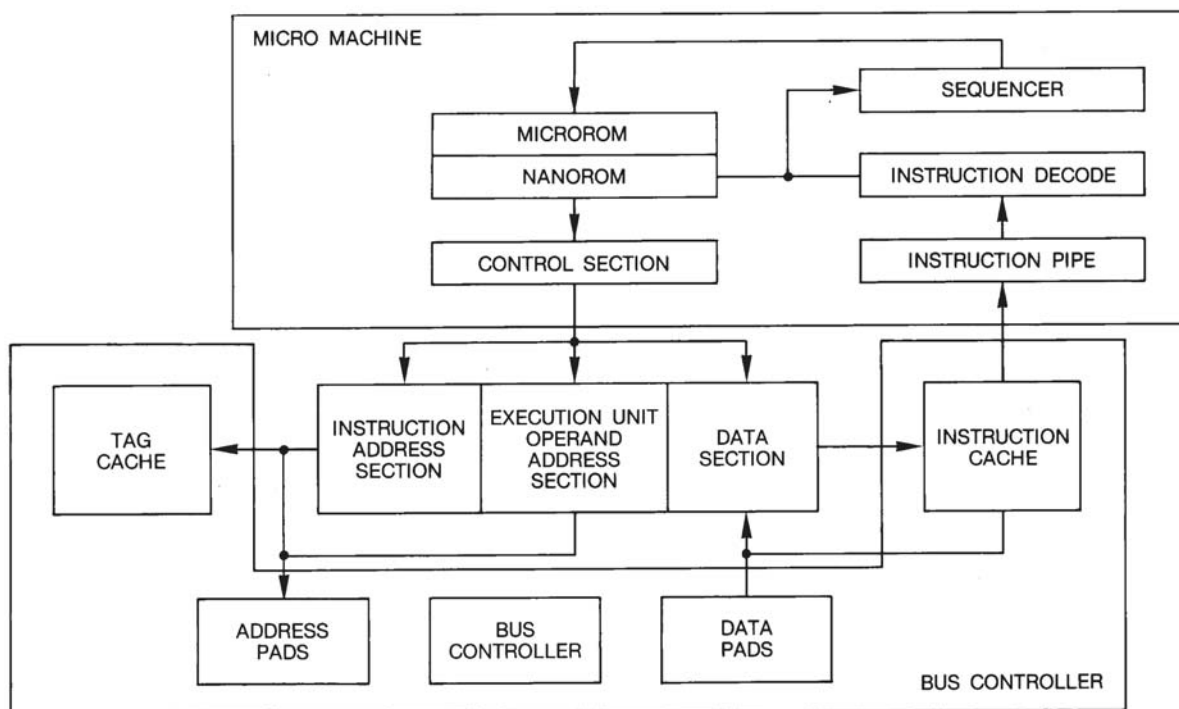 MICRO MACHINE
SEQUENCER
MICROROM
NANOROM
INSTRUCTION DECODE
CONTROL SECTION
INSTRUCTION PIPE
TAG
CACHE
INSTRUCTION
ADDRESS
SECTION
EXECUTION UNIT
OPERAND
ADDRESS
SECTION
DATA
SECTION
INSTRUCTION
CACHE
ADDRESS
PADS
BUS
CONTROLLER
DATA
PADS
BUS CONTROLLER